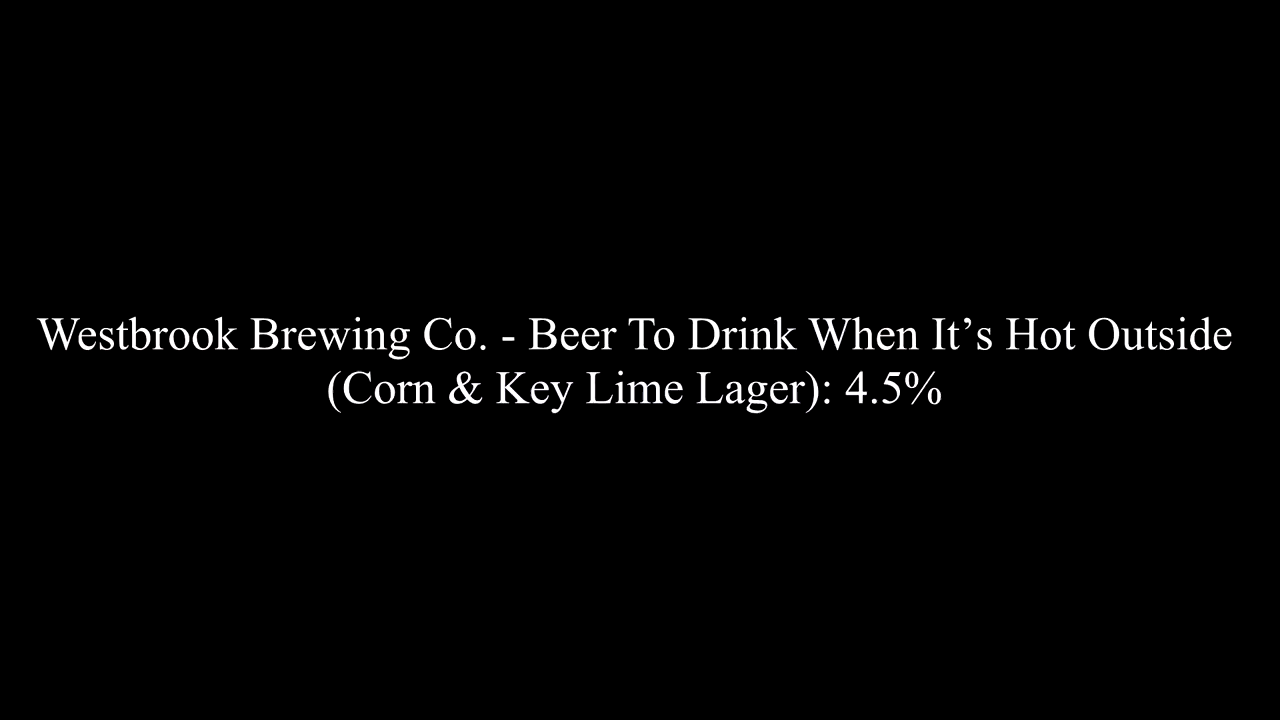 Westbrook Brewing Co. - Beer To Drink When It’s Hot Outside
(Corn & Key Lime Lager): 4.5%